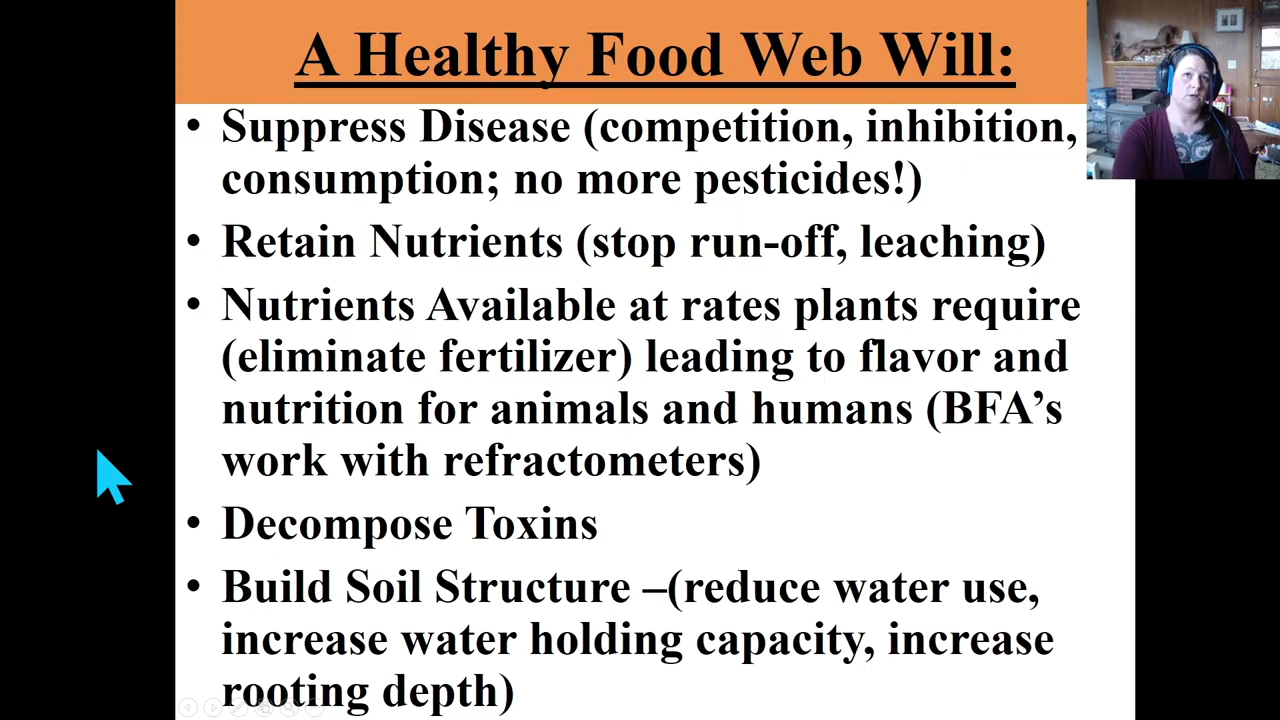 A Healthy Food Web Will:
• Suppress Disease (competition, inhibition,
consumption; no more pesticides!)
• Retain Nutrients (stop run-off, leaching)
• Nutrients Available at rates plants require
(eliminate fertilizer) leading to flavor and
nutrition for animals and humans (BFA’s
work with refractometers)
• Decompose Toxins
• Build Soil Structure –(reduce water use,
increase water holding capacity, increase
rooting depth)